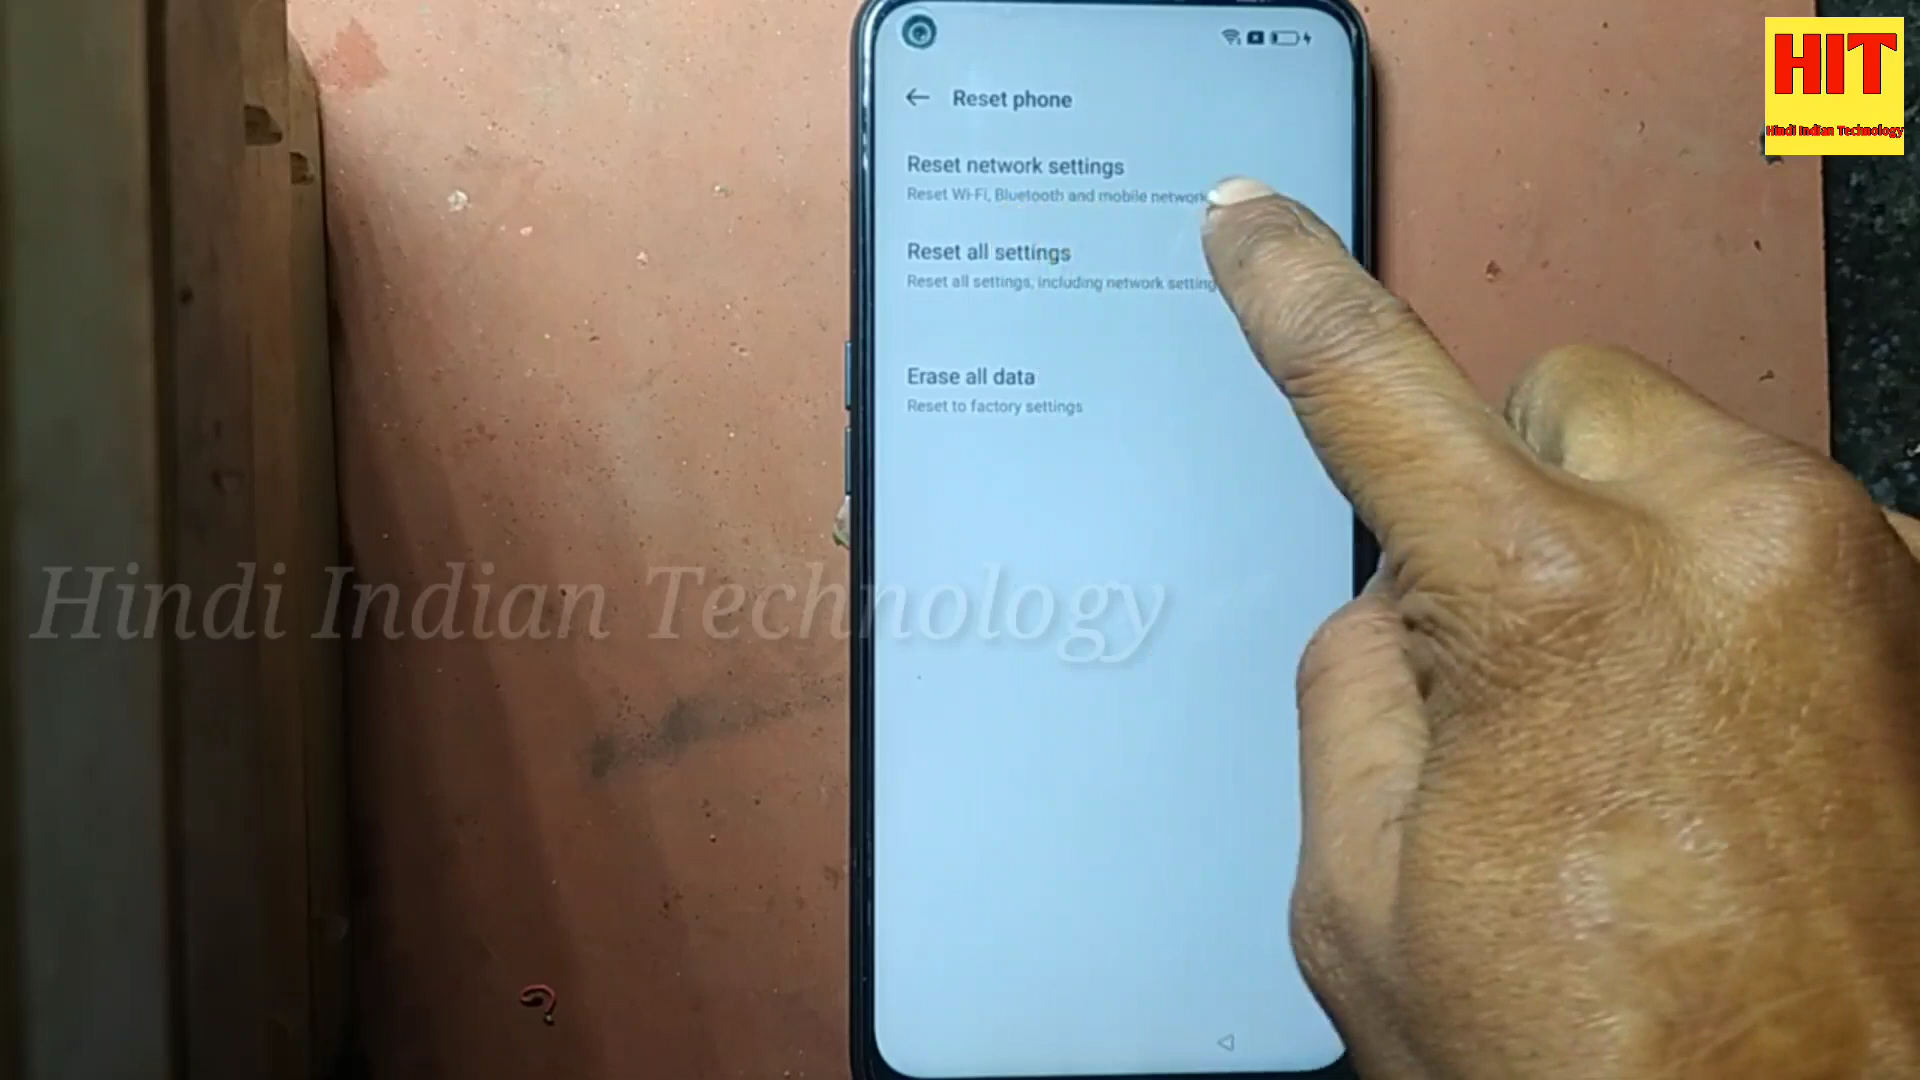 HIT
Hindi Indian Technology
Reset phone
Reset network settings
Reset Wi-Fi, Bluetooth and mobile network
Reset all settings
Reset all settings, including network setting
Erase all data
Reset to factory settings
Hindi Indian Technology